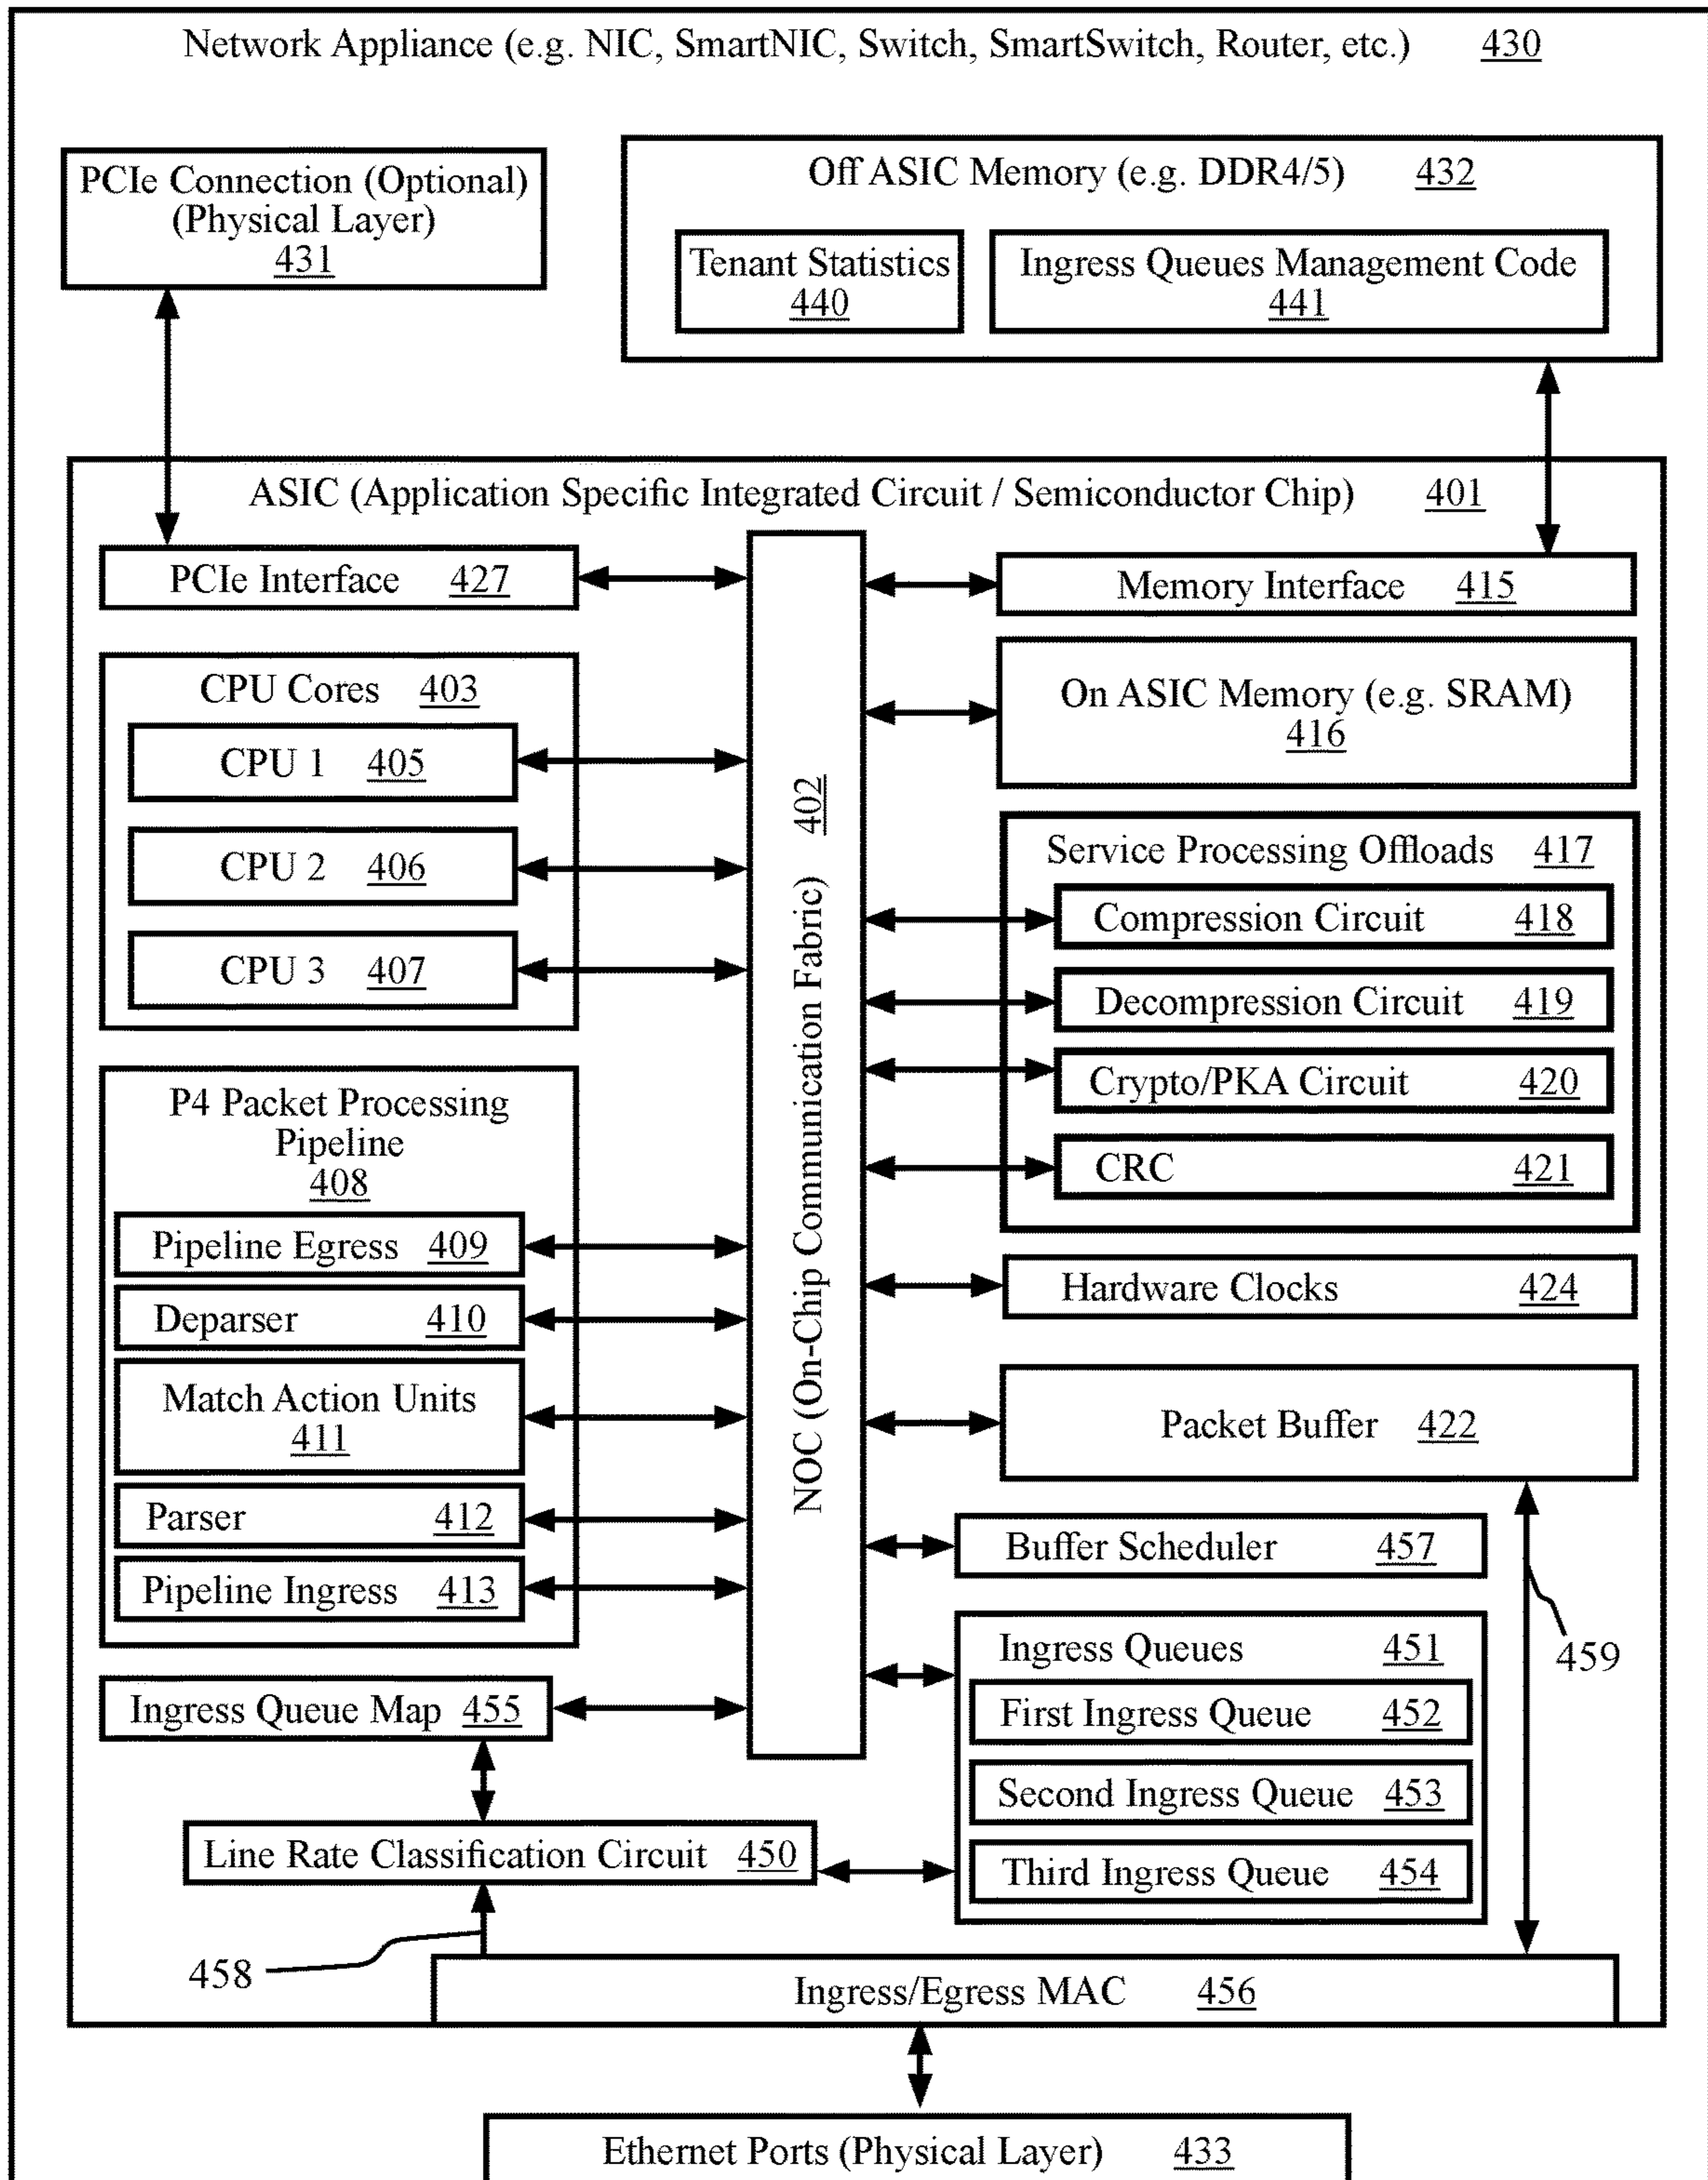 Network Appliance (e.g. NIC, SmartNIC, Switch, SmartSwitch, Router, etc.) 430
PCIe Connection (Optional)
(Physical Layer)
431
Off ASIC Memory (e.g. DDR4/5) 432
Tenant Statistics
440
Ingress Queues Management Code
441
ASIC (Application Specific Integrated Circuit / Semiconductor Chip) 401
PCIe Interface 427
CPU Cores 403
CPU 1 405
CPU 2 406
CPU 3 407
P4 Packet Processing
Pipeline
408
Pipeline Egress 409
Deparser 410
Match Action Units
411
Parser 412
Pipeline Ingress 413
Ingress Queue Map 455
Line Rate Classification Circuit 450
458
NOC (On-Chip Communication Fabric) 402
Memory Interface 415
On ASIC Memory (e.g. SRAM)
416
Service Processing Offloads 417
Compression Circuit 418
Decompression Circuit 419
Crypto/PKA Circuit 420
CRC 421
Hardware Clocks 424
Packet Buffer 422
Buffer Scheduler 457
459
Ingress Queues 451
First Ingress Queue 452
Second Ingress Queue 453
Third Ingress Queue 454
Ingress/Egress MAC 456
Ethernet Ports (Physical Layer) 433